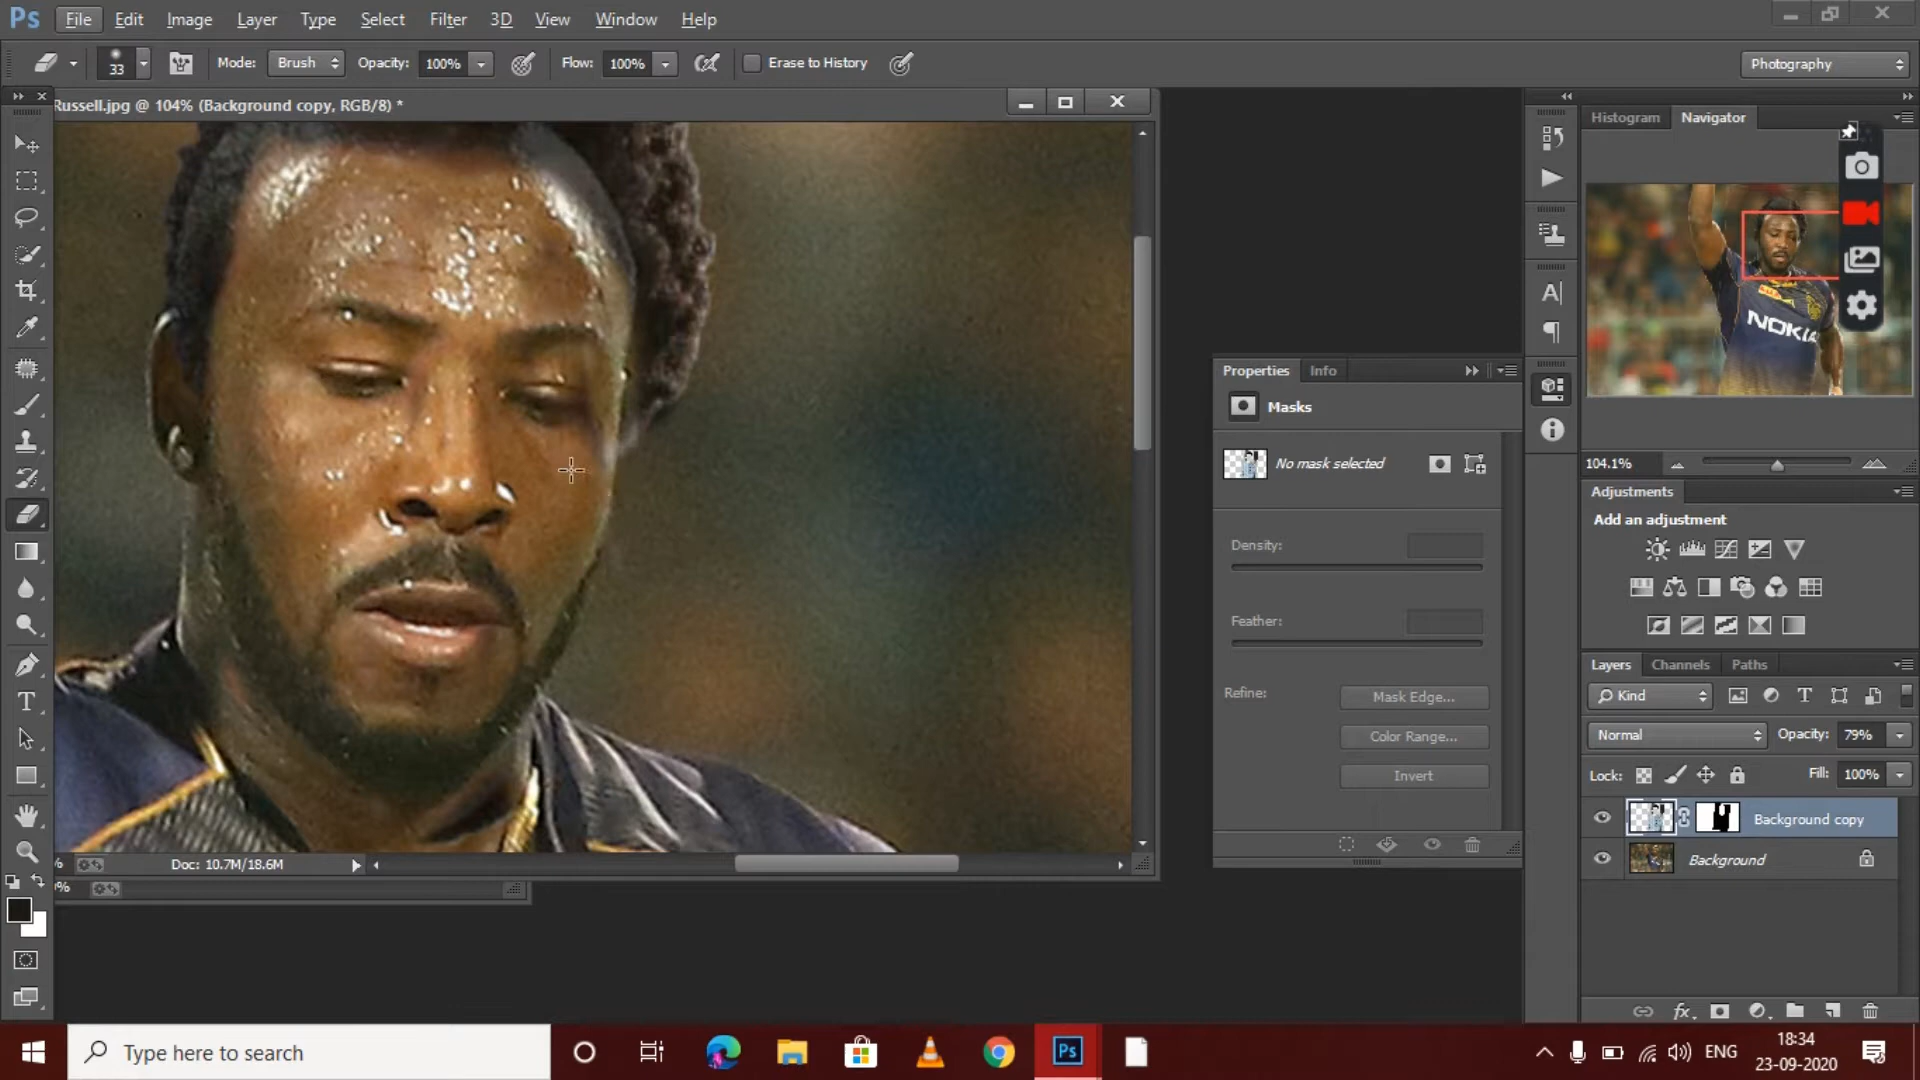 Ps File Edit Image Layer Type Select Filter 3D View Window Help
33 Mode: Brush Opacity: 100% Flow: 100% Erase to History Photography
Russell.jpg @ 104% (Background copy, RGB/8) *
Histogram Navigator
NOKIA
104.1%
Properties Info
Masks
No mask selected
Density:
Feather:
Refine: Mask Edge...
Color Range...
Invert
Adjustments
Add an adjustment
Layers Channels Paths
Kind
Normal Opacity: 79%
Lock: Fill: 100%
Background copy
Background
% Doc: 10.7M/18.6M
%
Type here to search
Ps
ENG
18:34
23-09-2020